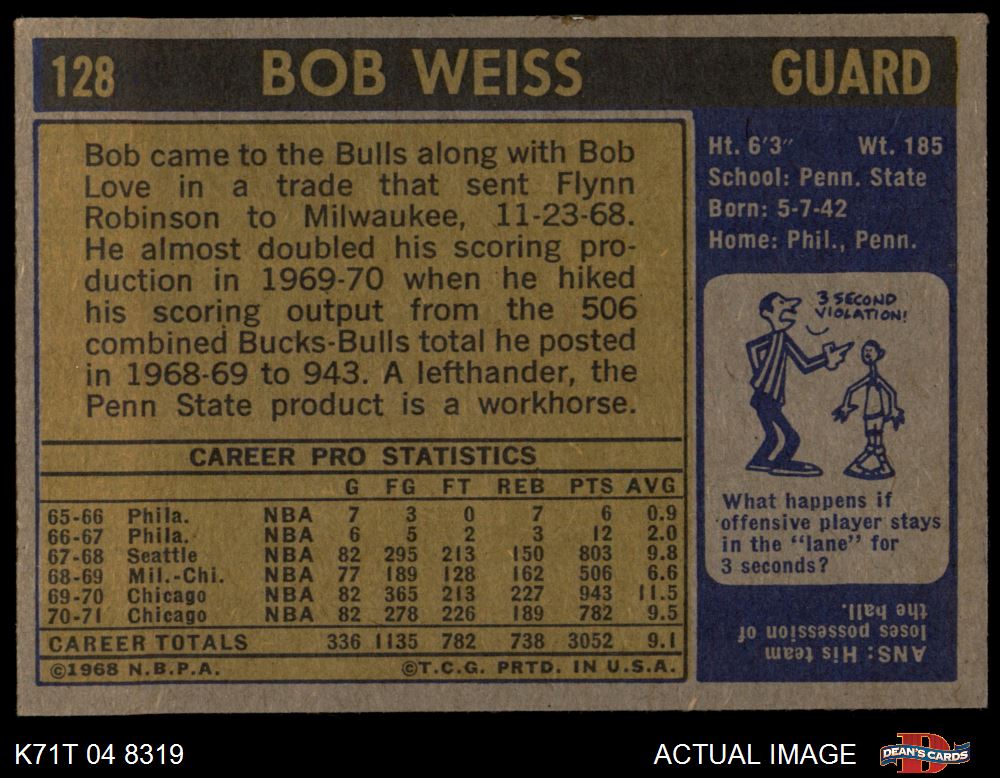 128 BOB WEISS GUARD
Bob came to the Bulls along with Bob
Love in a trade that sent Flynn
Robinson to Milwaukee, 11-23-68.
He almost doubled his scoring pro-
duction in 1969-70 when he hiked
his scoring output from the 506
combined Bucks-Bulls total he posted
in 1968-69 to 943. A lefthander, the
Penn State product is a workhorse.
CAREER PRO STATISTICS
G FG FT REB PTS AVG
65-66 Phila. NBA 7 3 0 7 6 0.9
66-67 Phila. NBA 6 5 2 3 12 2.0
67-68 Seattle NBA 82 295 213 150 803 9.8
68-69 Mil.-Chi. NBA 77 189 128 162 506 6.6
69-70 Chicago NBA 82 365 213 227 943 11.5
70-71 Chicago NBA 82 278 226 189 782 9.5
CAREER TOTALS 336 1135 782 738 3052 9.1
©1968 N.B.P.A. ©T.C.G. PRTD. IN U.S.A.
Ht. 6'3" Wt. 185
School: Penn. State
Born: 5-7-42
Home: Phil., Penn.
3 SECOND
VIOLATION!
What happens if
offensive player stays
in the "lane" for
3 seconds?
ANS: His team
loses possession of
the ball.
K71T 04 8319
ACTUAL IMAGE
DEAN'S CARDS